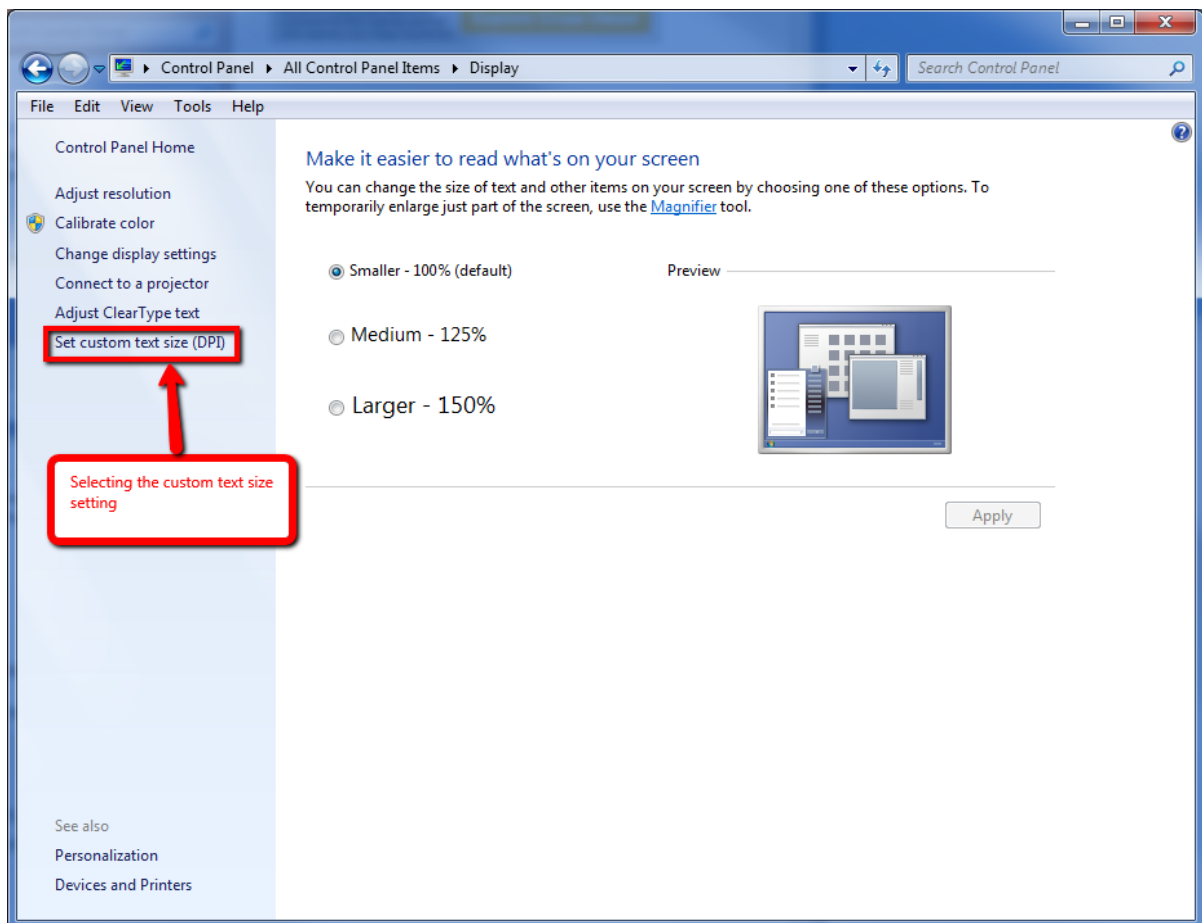 Control Panel All Control Panel Items Display
Search Control Panel
File Edit View Tools Help
Control Panel Home
Adjust resolution
Calibrate color
Change display settings
Connect to a projector
Adjust ClearType text
Set custom text size (DPI)
Selecting the custom text size
setting
See also
Personalization
Devices and Printers
Make it easier to read what's on your screen
You can change the size of text and other items on your screen by choosing one of these options. To
temporarily enlarge just part of the screen, use the Magnifier tool.
Smaller - 100% (default)
Medium - 125%
Larger - 150%
Preview
Apply